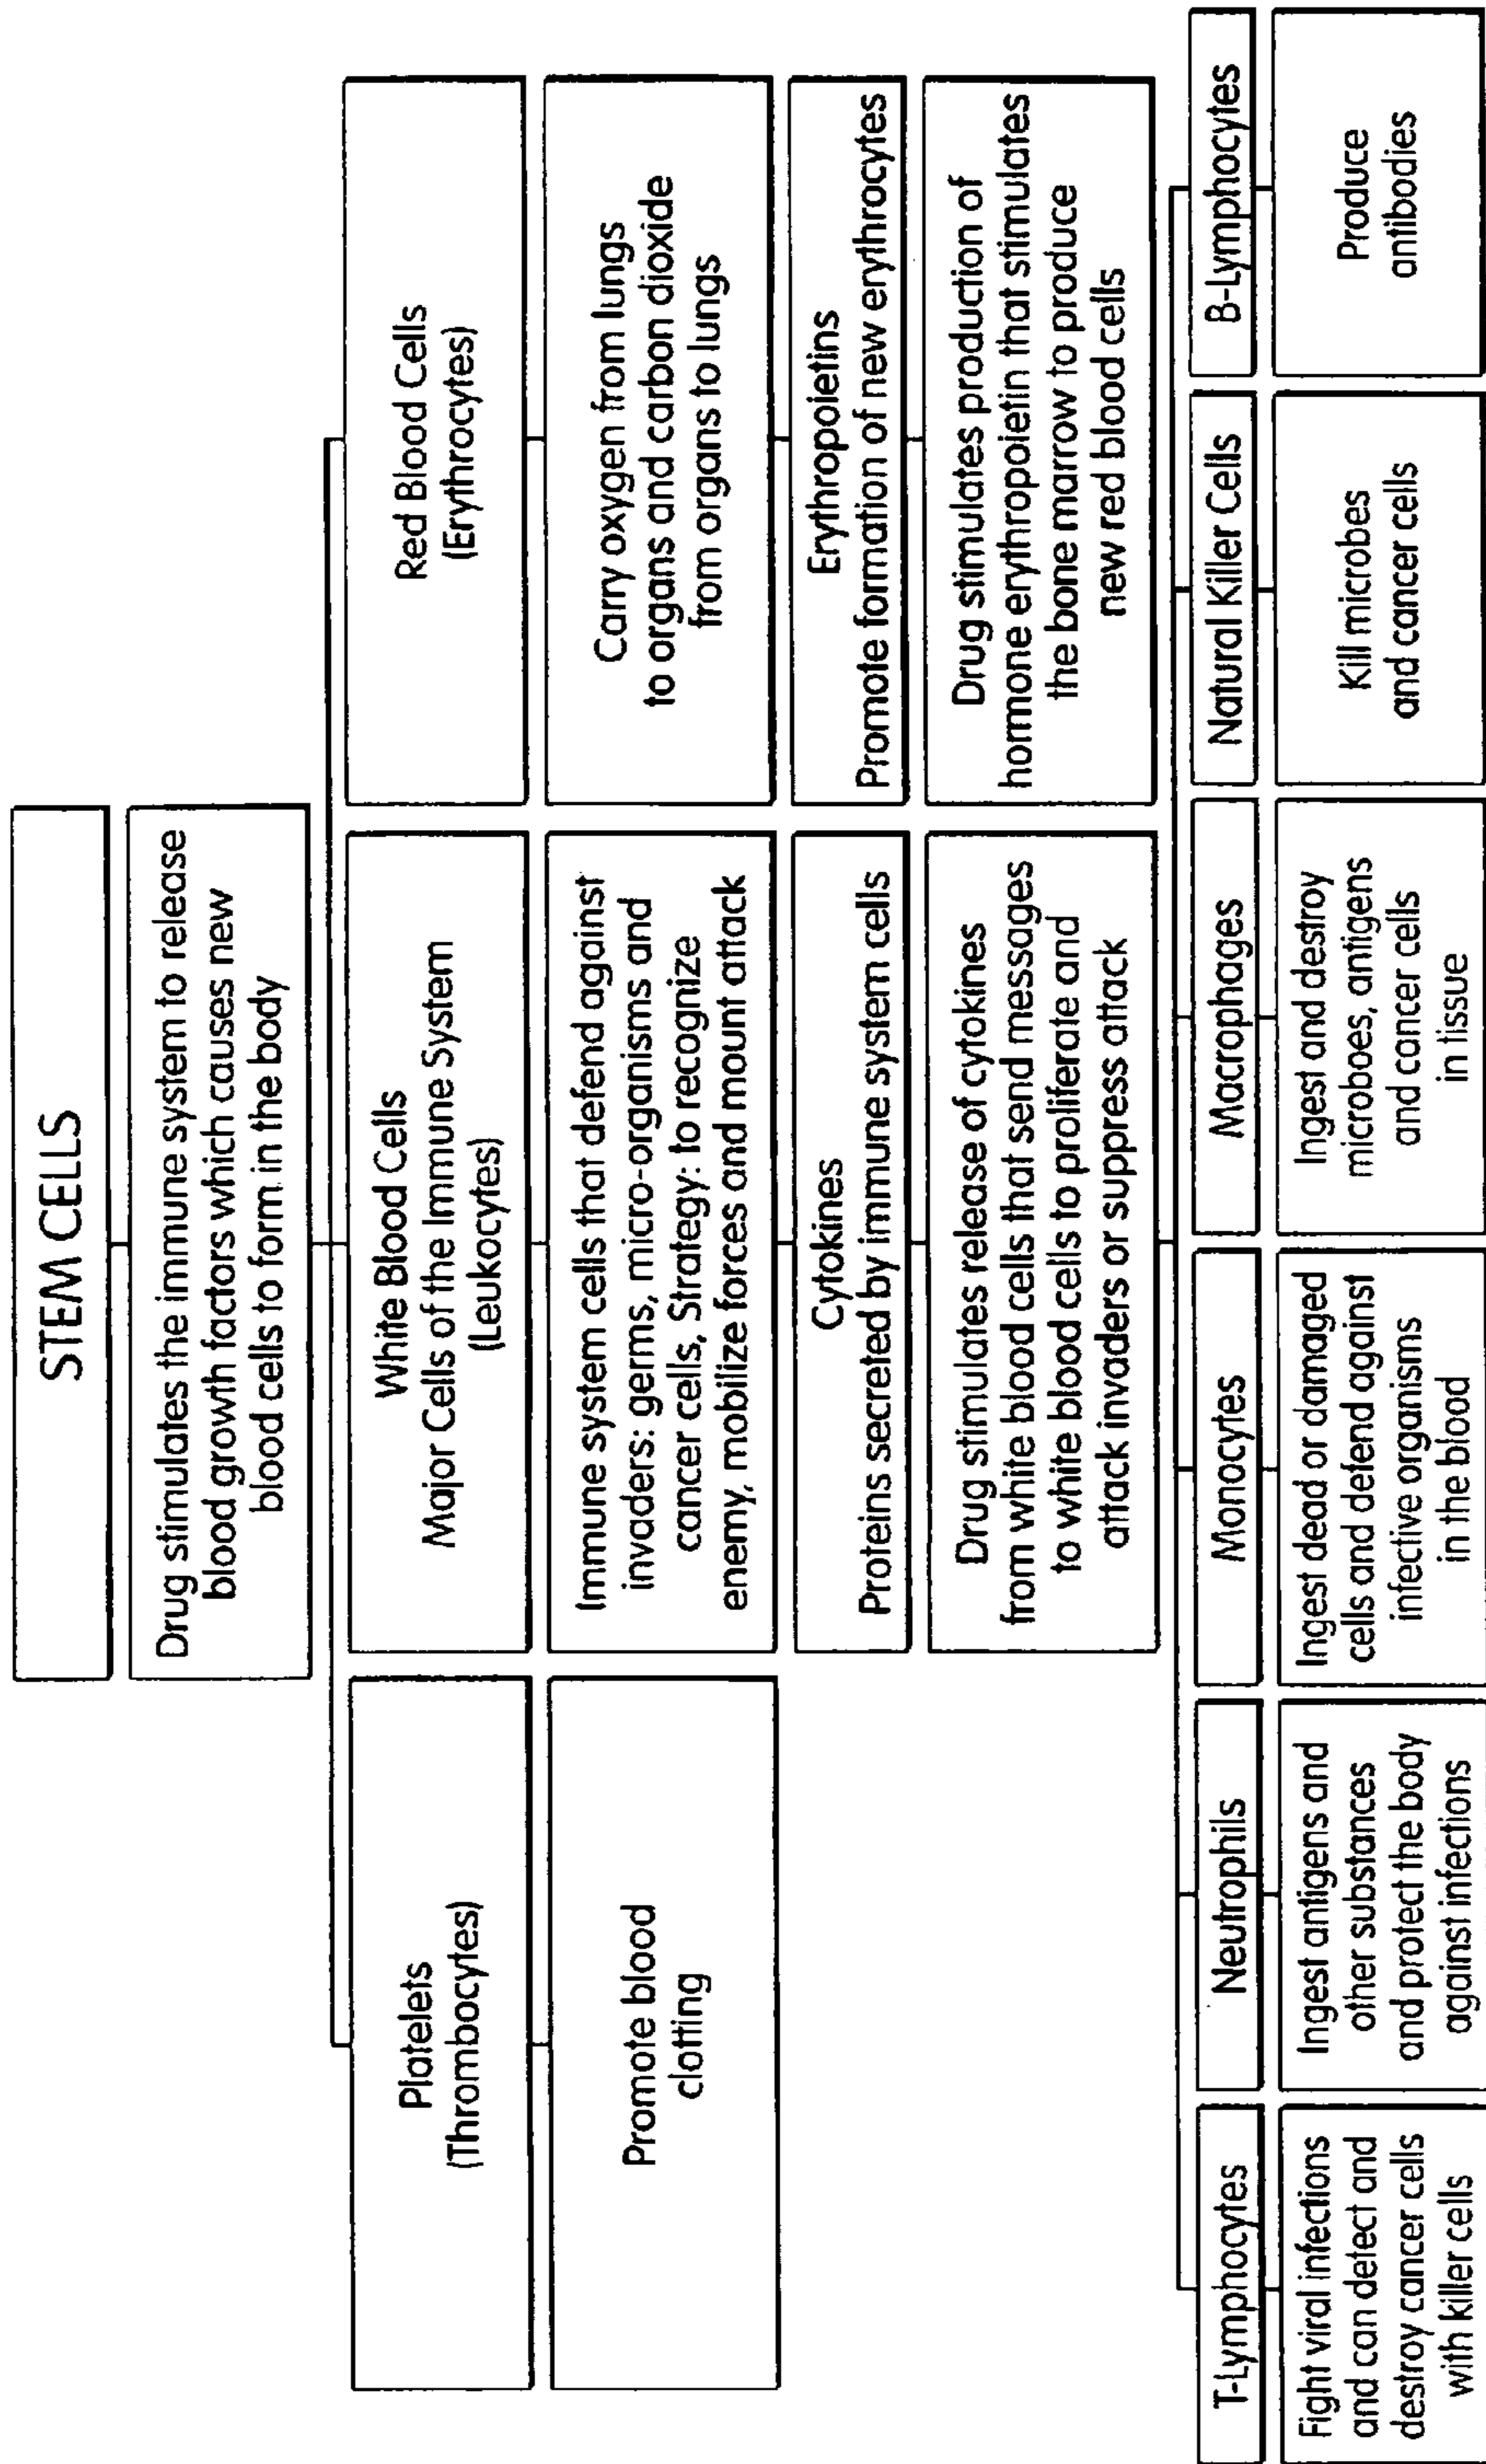 STEM CELLS
Drug stimulates the immune system to release
blood growth factors which causes new
blood cells to form in the body
Platelets
(Thrombocytes)
Promote blood
clotting
White Blood Cells
Major Cells of the Immune System
(Leukocytes)
Immune system cells that defend against
invaders: germs, micro-organisms and
cancer cells, Strategy: to recognize
enemy, mobilize forces and mount attack
Cytokines
Proteins secreted by immune system cells
Drug stimulates release of cytokines
from white blood cells that send messages
to white blood cells to proliferate and
attack invaders or suppress attack
Red Blood Cells
(Erythrocytes)
Carry oxygen from lungs
to organs and carbon dioxide
from organs to lungs
Erythropoietins
Promote formation of new erythrocytes
Drug stimulates production of
hormone erythropoietin that stimulates
the bone marrow to produce
new red blood cells
T-Lymphocytes
Fight viral infections
and can detect and
destroy cancer cells
with killer cells
Neutrophils
Ingest antigens and
other substances
and protect the body
against infections
Monocytes
Ingest dead or damaged
cells and defend against
infective organisms
in the blood
Macrophages
Ingest and destroy
microboes, antigens
and cancer cells
in tissue
Natural Killer Cells
Kill microbes
and cancer cells
B-Lymphocytes
Produce
antibodies